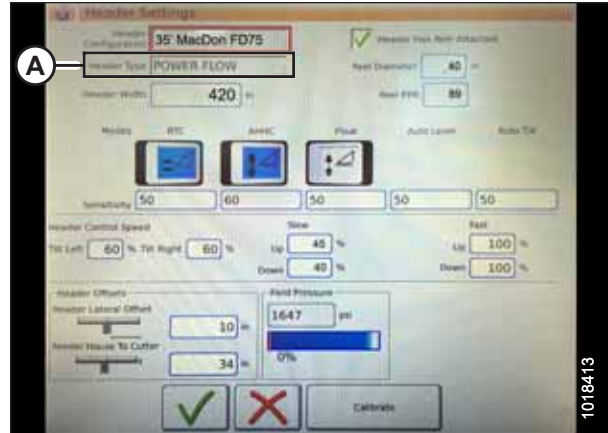 Header Settings
Header Configuration 35' MacDon FD75
Header Has Reel Attached
A
Header Type POWER FLOW
Reel Diameter 40 in
Header Width 420 in
Reel PPR 89
Modes RTC AHHC Float Auto Level Auto Tilt
Sensitivity 50 60 50 50 50
Header Control Speed
Slow
Fast
Tilt Left 60 % Tilt Right 60 %
Up 45 %
Up 100 %
Down 40 %
Down 100 %
Header Offsets
Field Pressure
Header Lateral Offset
1647 psi
10 in
Feeder House To Cutter
0%
34 in
Calibrate
1018413